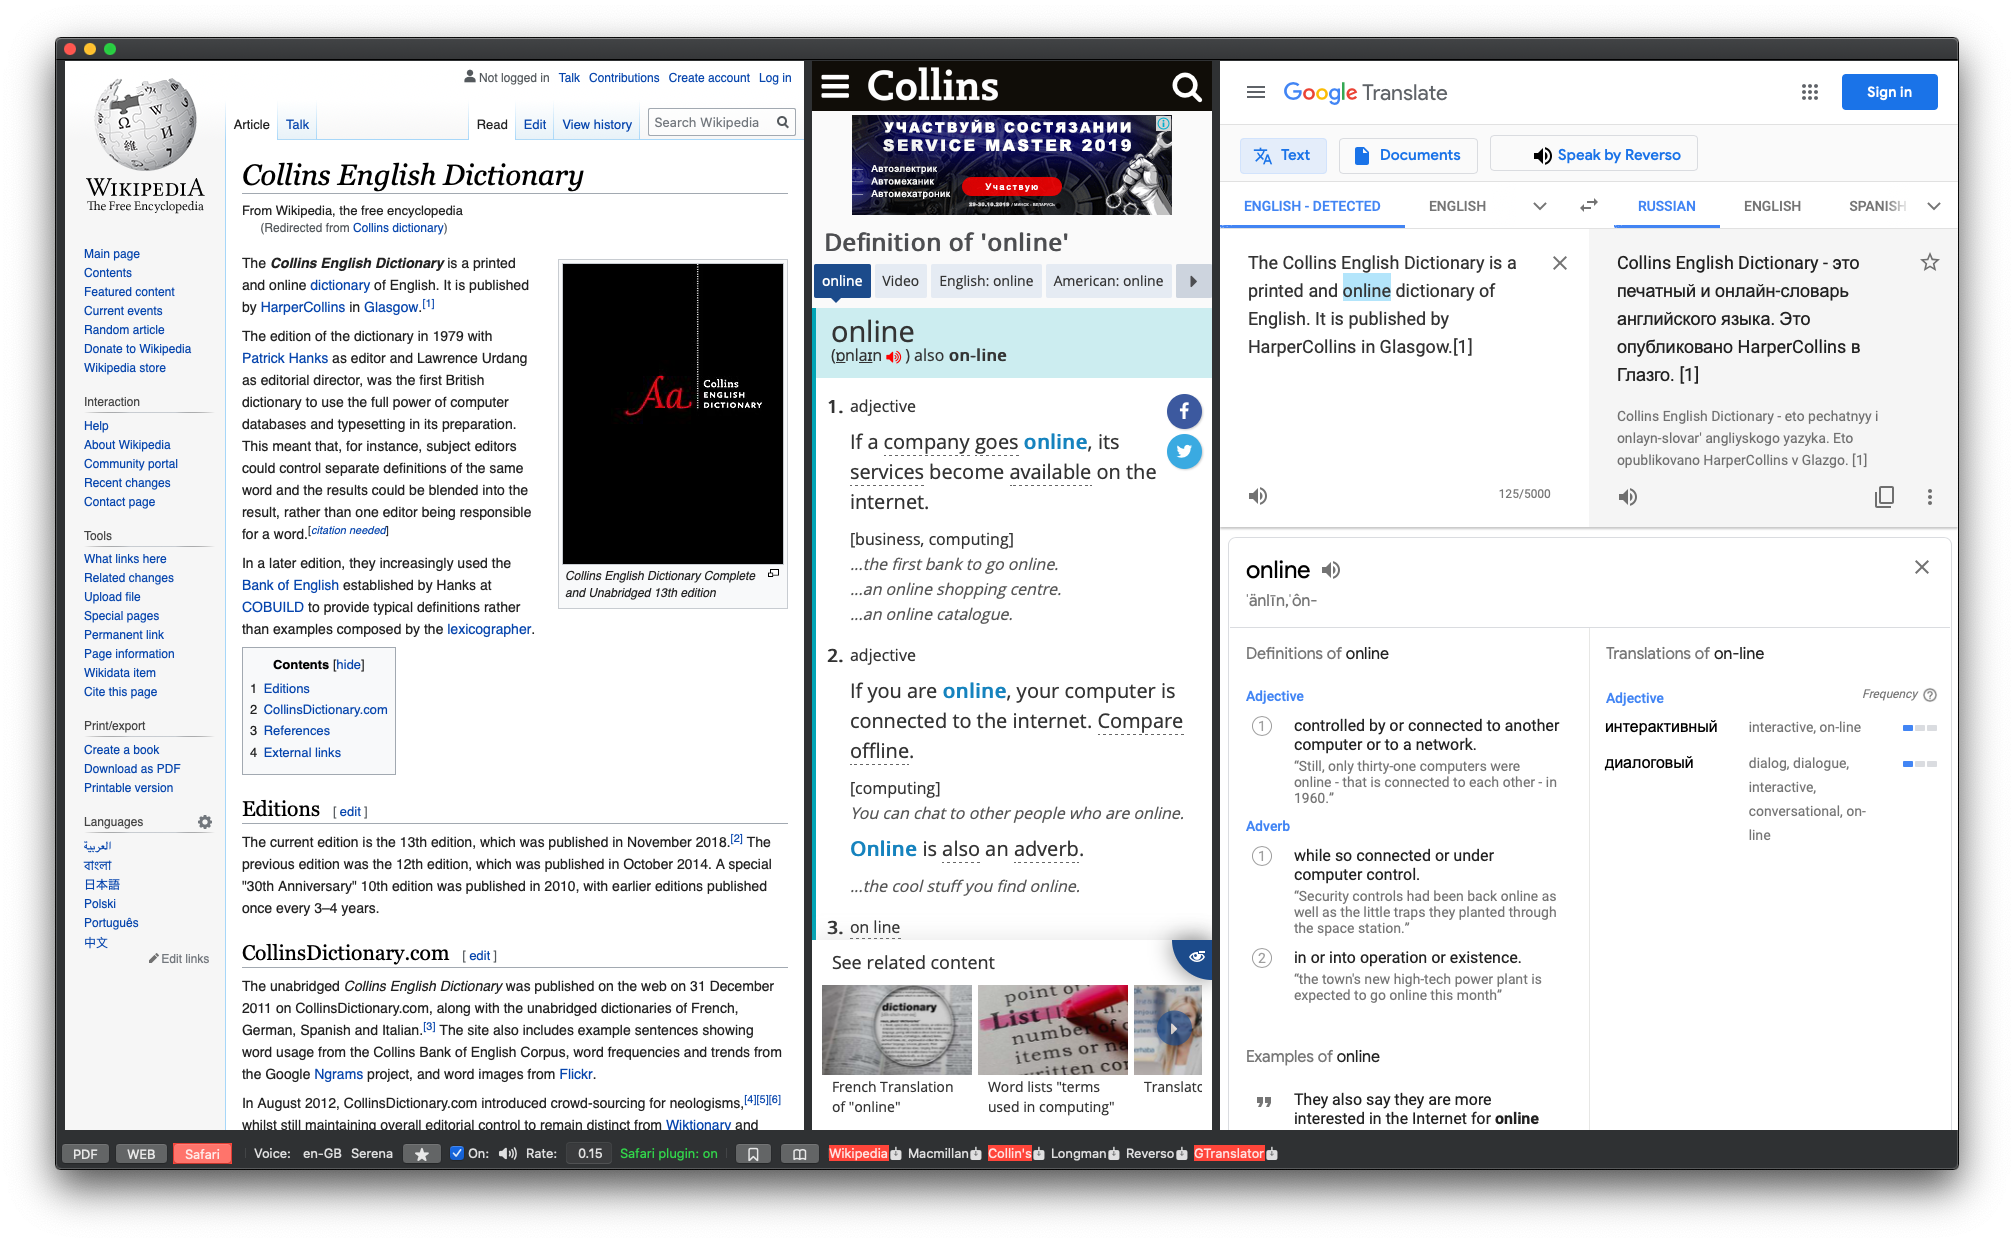 WIKIPEDIA
The Free Encyclopedia
Main page
Contents
Featured content
Current events
Random article
Donate to Wikipedia
Wikipedia store
Interaction
Help
About Wikipedia
Community portal
Recent changes
Contact page
Tools
What links here
Related changes
Upload file
Special pages
Permanent link
Page information
Wikidata item
Cite this page
Print/export
Create a book
Download as PDF
Printable version
Languages
العربية
বাংলা
日本語
Polski
Português
中文
Edit links
Not logged in Talk Contributions Create account Log in
Article Talk Read Edit View history Search Wikipedia
Collins English Dictionary
From Wikipedia, the free encyclopedia
(Redirected from Collins dictionary)
The Collins English Dictionary is a printed
and online dictionary of English. It is published
by HarperCollins in Glasgow.[1]
The edition of the dictionary in 1979 with
Patrick Hanks as editor and Lawrence Urdang
as editorial director, was the first British
dictionary to use the full power of computer
databases and typesetting in its preparation.
This meant that, for instance, subject editors
could control separate definitions of the same
word and the results could be blended into the
result, rather than one editor being responsible
for a word.[citation needed]
In a later edition, they increasingly used the
Bank of English established by Hanks at
COBUILD to provide typical definitions rather
than examples composed by the lexicographer.
Aa
Collins
ENGLISH
DICTIONARY
Collins English Dictionary Complete
and Unabridged 13th edition
Contents [hide]
1 Editions
2 CollinsDictionary.com
3 References
4 External links
Editions [ edit ]
The current edition is the 13th edition, which was published in November 2018.[2] The
previous edition was the 12th edition, which was published in October 2014. A special
"30th Anniversary" 10th edition was published in 2010, with earlier editions published
once every 3–4 years.
CollinsDictionary.com [ edit ]
The unabridged Collins English Dictionary was published on the web on 31 December
2011 on CollinsDictionary.com, along with the unabridged dictionaries of French,
German, Spanish and Italian.[3] The site also includes example sentences showing
word usage from the Collins Bank of English Corpus, word frequencies and trends from
the Google Ngrams project, and word images from Flickr.
In August 2012, CollinsDictionary.com introduced crowd-sourcing for neologisms,[4][5][6]
whilst still maintaining overall editorial control to remain distinct from Wiktionary and
Collins
УЧАСТВУЙВ СОСТЯЗАНИИ
SERVICE MASTER 2019
Автоэлектрик
Автомеханик
Автомехатроник
Участвую
29-30.10.2019 / МИНСК - БЕЛАРУСЬ
Definition of 'online'
online Video English: online American: online
online
(ɒnlaɪn ) also on-line
1. adjective
If a company goes online, its
services become available on the
internet.
[business, computing]
...the first bank to go online.
...an online shopping centre.
...an online catalogue.
2. adjective
If you are online, your computer is
connected to the internet. Compare
offline.
[computing]
You can chat to other people who are online.
Online is also an adverb.
...the cool stuff you find online.
3. on line
See related content
dictionary
point of
List
number of
items or
written
French Translation
of "online"
Word lists "terms
used in computing"
Translatc
Google Translate
Sign in
Text Documents Speak by Reverso
ENGLISH - DETECTED ENGLISH RUSSIAN ENGLISH SPANISH
The Collins English Dictionary is a
printed and online dictionary of
English. It is published by
HarperCollins in Glasgow.[1]
125/5000
Collins English Dictionary - это
печатный и онлайн-словарь
английского языка. Это
опубликовано HarperCollins в
Глазго. [1]
Collins English Dictionary - eto pechatnyy i
onlayn-slovar' angliyskogo yazyka. Eto
opublikovano HarperCollins v Glazgo. [1]
online
ˈänlīn,ˈôn-
Definitions of online
Adjective
1 controlled by or connected to another
computer or to a network.
“Still, only thirty-one computers were
online - that is connected to each other - in
1960.”
Adverb
1 while so connected or under
computer control.
“Security controls had been back online as
well as the little traps they planted through
the space station.”
2 in or into operation or existence.
“the town's new high-tech power plant is
expected to go online this month”
Examples of online
They also say they are more
interested in the Internet for online
Translations of on-line
Adjective Frequency
интерактивный interactive, on-line
диалоговый dialog, dialogue,
interactive,
conversational, on-
line
PDF WEB Safari Voice: en-GB Serena On: Rate: 0.15 Safari plugin: on Wikipedia Macmillan Collin's Longman Reverso GTranslator